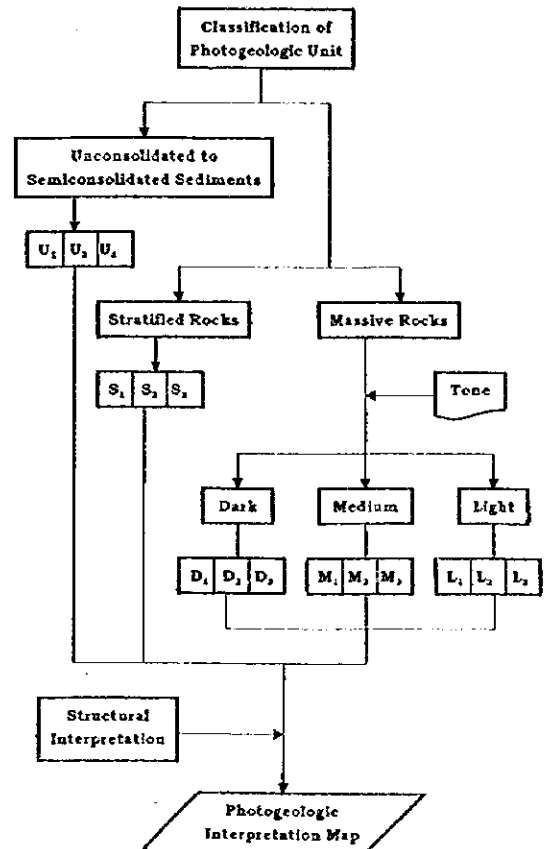 Classification of
Photogeologic Unit
Unconsolidated to
Semiconsolidated Sediments
U₂ U₃ U₄
Stratified Rocks
Massive Rocks
S₁ S₂ S₃
Tone
Dark
Medium
Light
D₁ D₂ D₃
M₁ M₂ M₃
L₁ L₂ L₃
Structural
Interpretation
Photogeologic
Interpretation Map